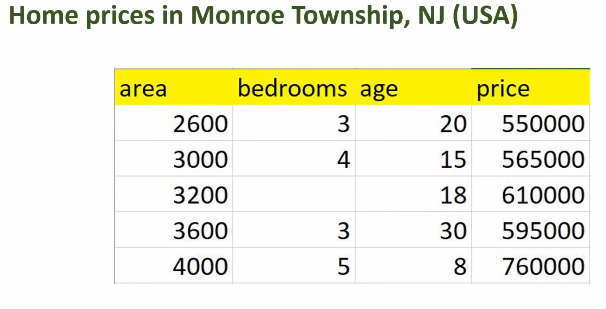 Home prices in Monroe Township, NJ (USA)
area bedrooms age price
2600 3 20 550000
3000 4 15 565000
3200 18 610000
3600 3 30 595000
4000 5 8 760000